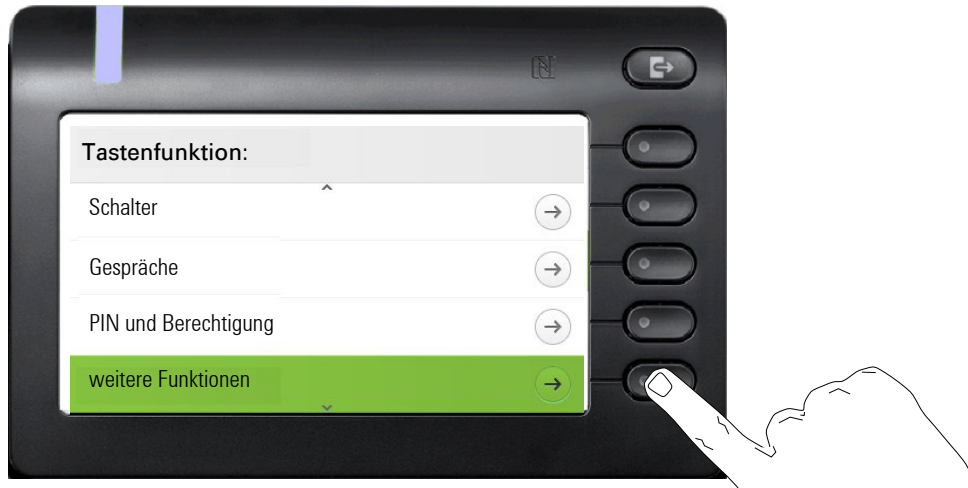 Tastenfunktion:
Schalter
Gespräche
PIN und Berechtigung
weitere Funktionen